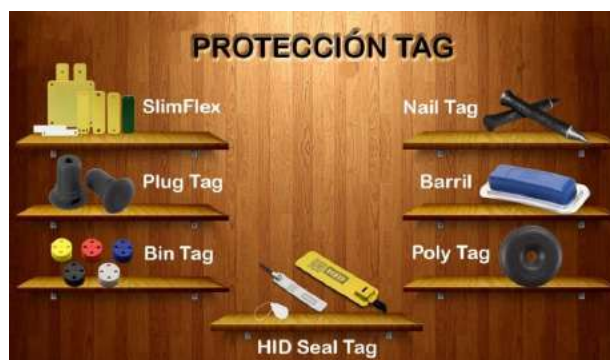 PROTECCIÓN TAG
SlimFlex
Nail Tag
Plug Tag
Barril
Bin Tag
Poly Tag
HID Seal Tag